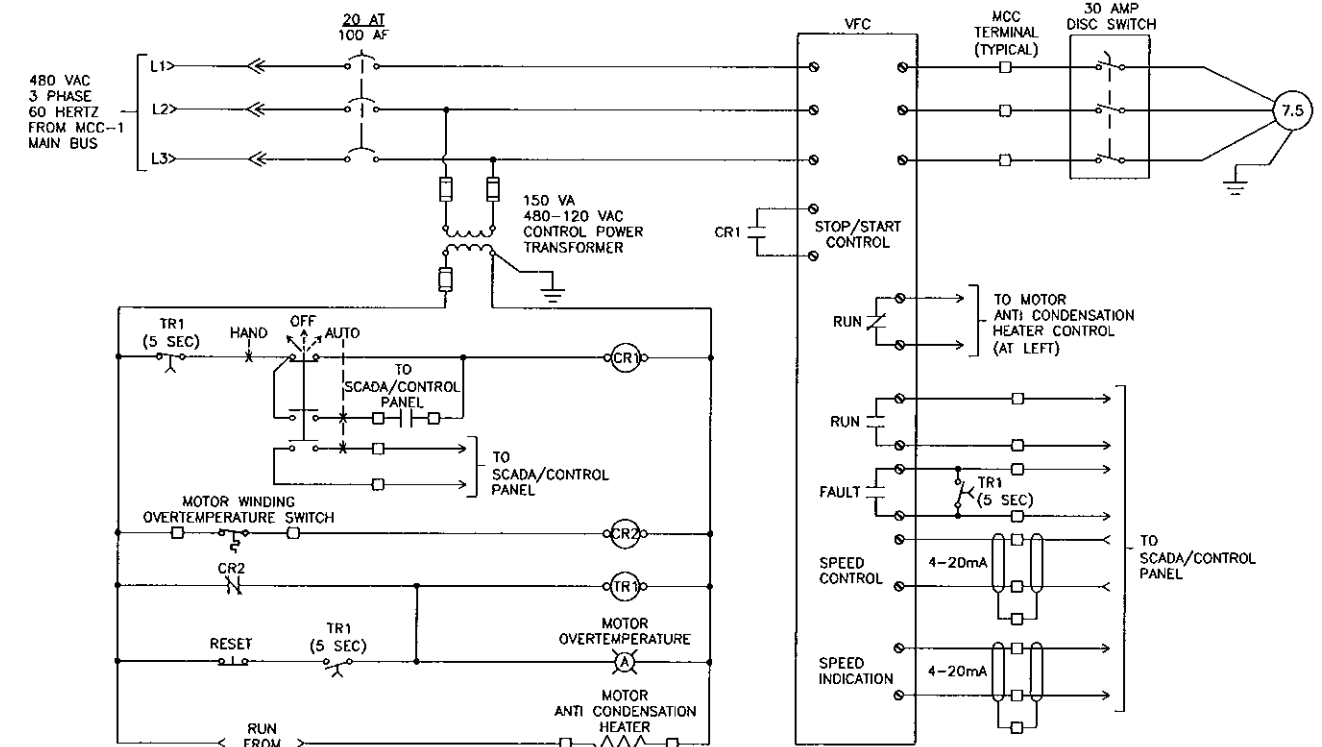 20 AT
100 AF
480 VAC
3 PHASE
60 HERTZ
FROM MCC-1
MAIN BUS
L1
L2
L3
VFC
MCC
TERMINAL
(TYPICAL)
30 AMP
DISC SWITCH
7.5
150 VA
480-120 VAC
CONTROL POWER
TRANSFORMER
CR1
STOP/START
CONTROL
TR1
(5 SEC)
HAND
OFF
AUTO
CR1
TO
SCADA/CONTROL
PANEL
TO
SCADA/CONTROL
PANEL
MOTOR WINDING
OVERTEMPERATURE SWITCH
CR2
CR2
TR1
RESET
TR1
(5 SEC)
MOTOR
OVERTEMPERATURE
A
MOTOR
ANTI CONDENSATION
HEATER
RUN
FROM
RUN
TO MOTOR
ANTI CONDENSATION
HEATER CONTROL
(AT LEFT)
RUN
FAULT
TR1
(5 SEC)
SPEED
CONTROL
4-20mA
TO
SCADA/CONTROL
PANEL
SPEED
INDICATION
4-20mA